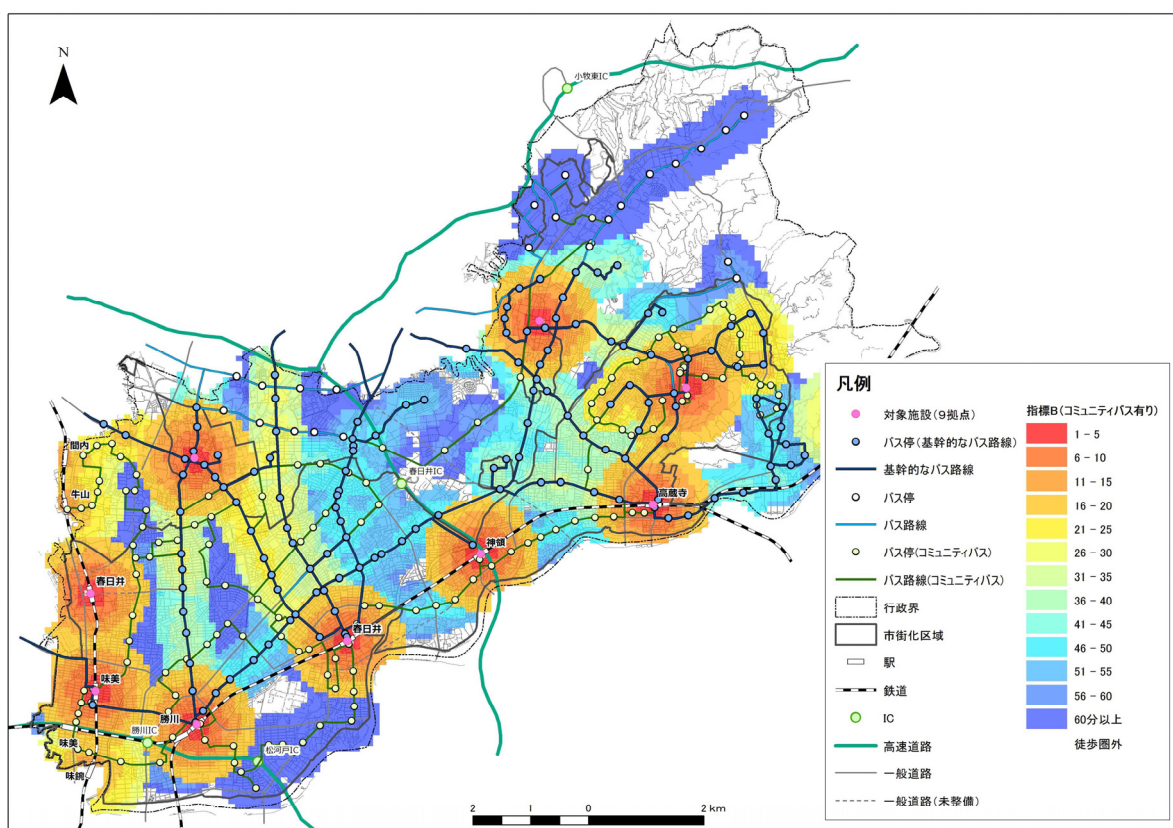 N
小牧東IC
間内
牛山
春日井IC
高蔵寺
神領
春日井
春日井
味美
勝川
勝川IC
味美
松河戸IC
味鋺
2 1 0 2 km
凡例
対象施設(9拠点)
バス停(基幹的なバス路線)
基幹的なバス路線
バス停
バス路線
バス停(コミュニティバス)
バス路線(コミュニティバス)
行政界
市街化区域
駅
鉄道
IC
高速道路
一般道路
一般道路(未整備)
指標B(コミュニティバス有り)
1 - 5
6 - 10
11 - 15
16 - 20
21 - 25
26 - 30
31 - 35
36 - 40
41 - 45
46 - 50
51 - 55
56 - 60
60分以上
徒歩圏外